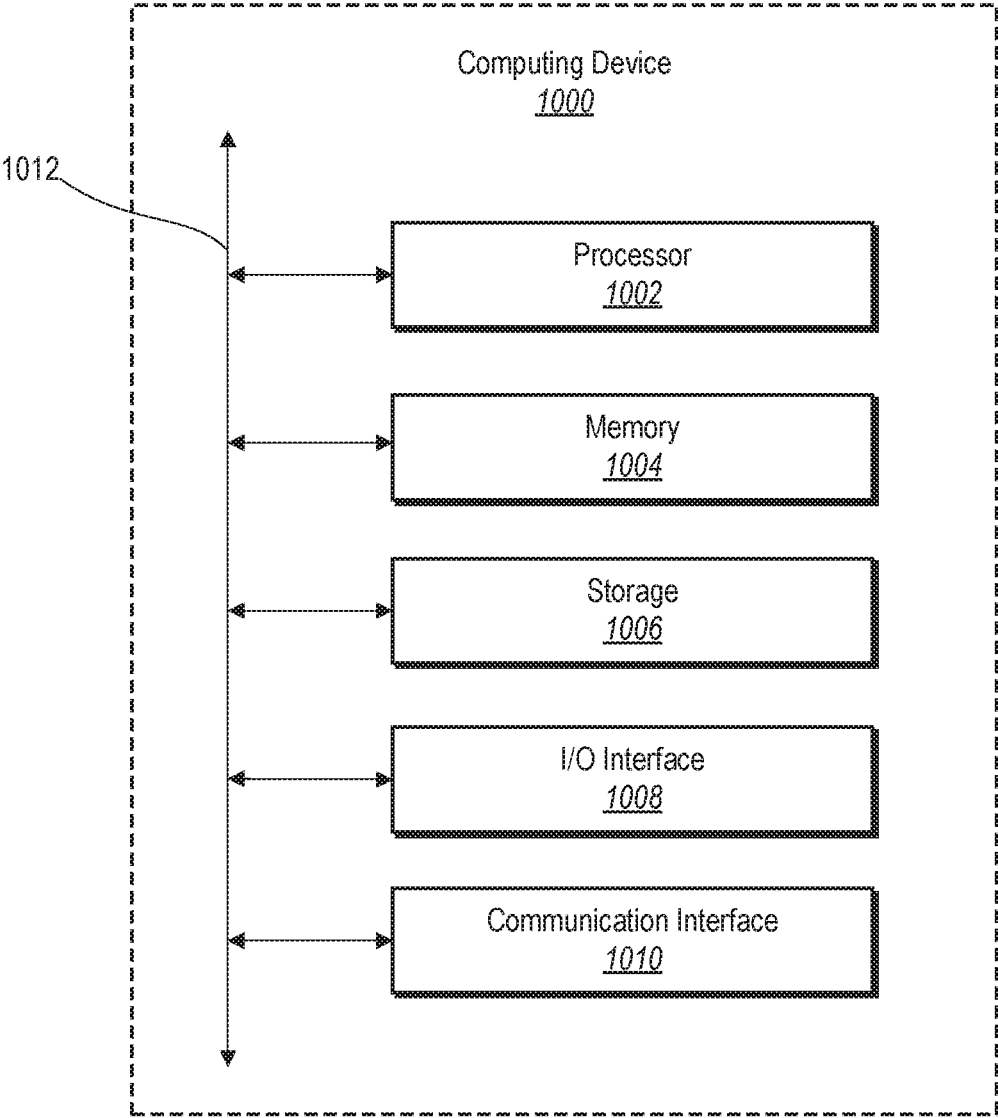 Computing Device
1000
1012
Processor
1002
Memory
1004
Storage
1006
I/O Interface
1008
Communication Interface
1010